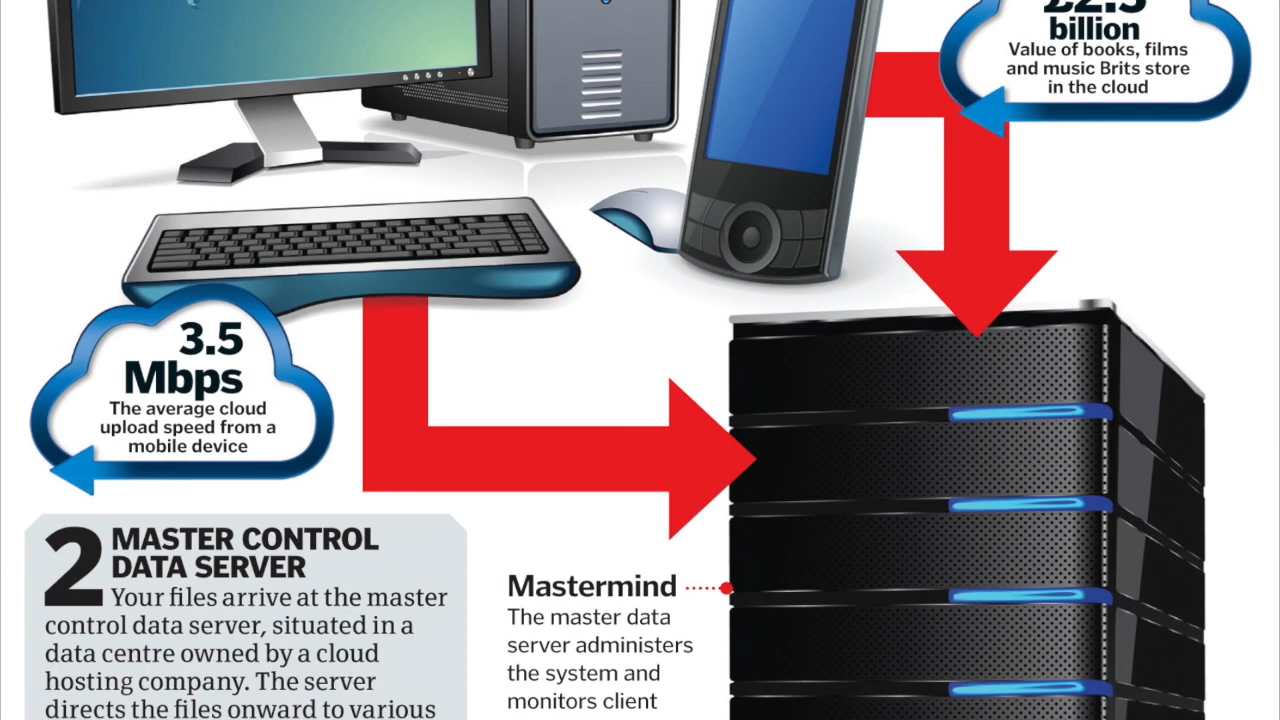 £2.5
billion
Value of books, films
and music Brits store
in the cloud
3.5
Mbps
The average cloud
upload speed from a
mobile device
2 MASTER CONTROL
DATA SERVER
Your files arrive at the master
control data server, situated in a
data centre owned by a cloud
hosting company. The server
directs the files onward to various
Mastermind
The master data
server administers
the system and
monitors client